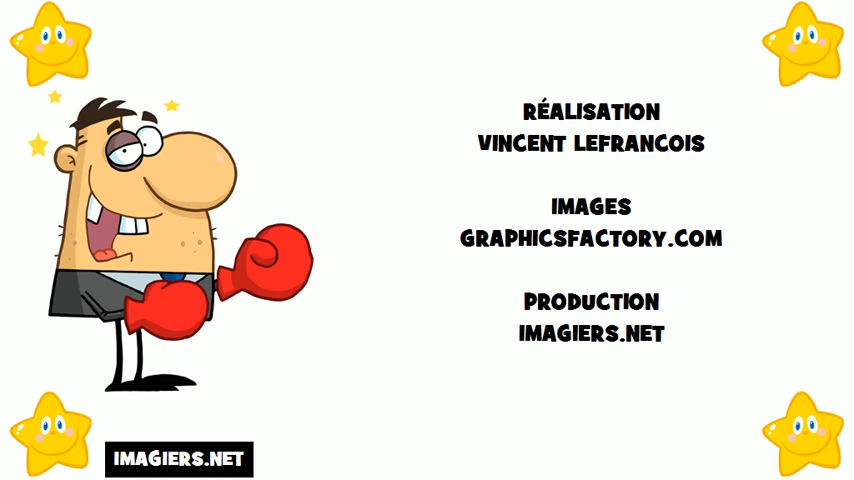 RÉALISATION
VINCENT LEFRANCOIS
IMAGES
GRAPHICSFACTORY.COM
PRODUCTION
IMAGIERS.NET
IMAGIERS.NET